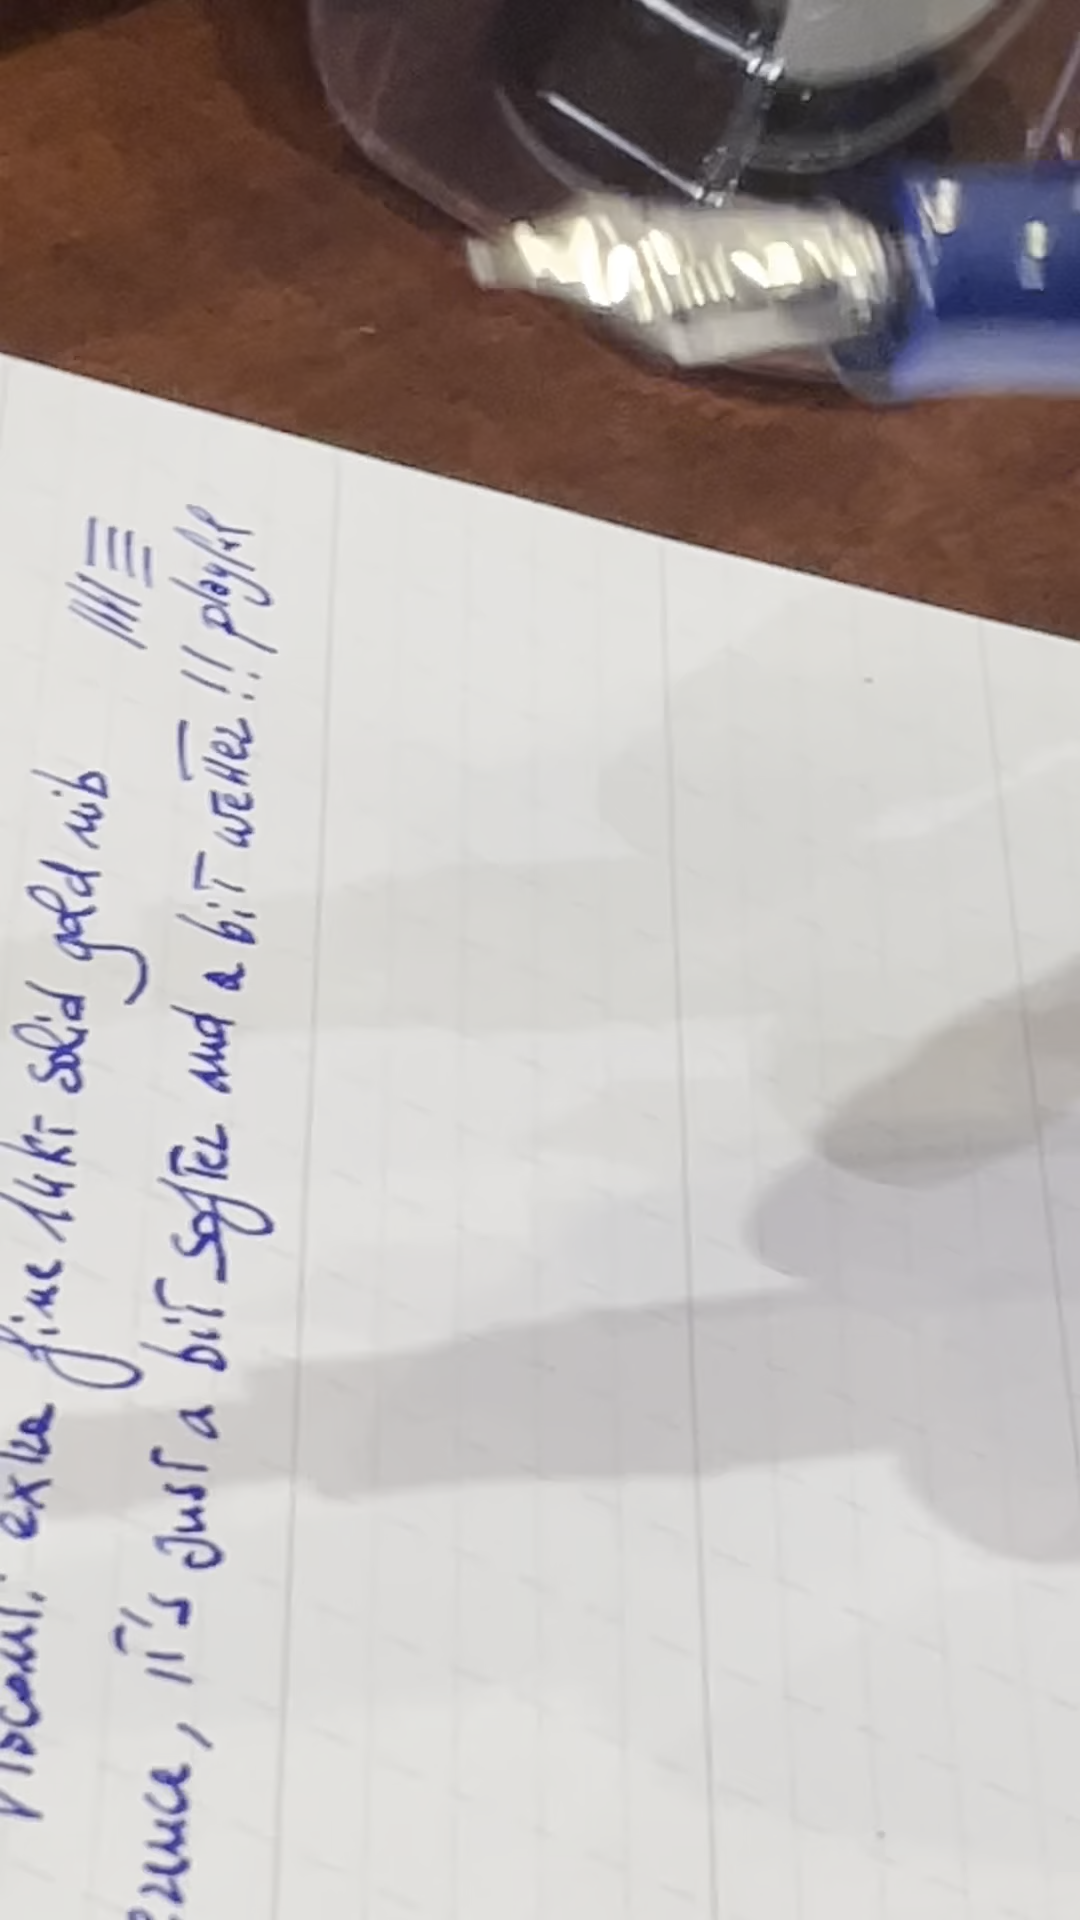 Visconti extra fine 14kt solid gold nib
, it's Just a bit softer and a bit wetter!! playful